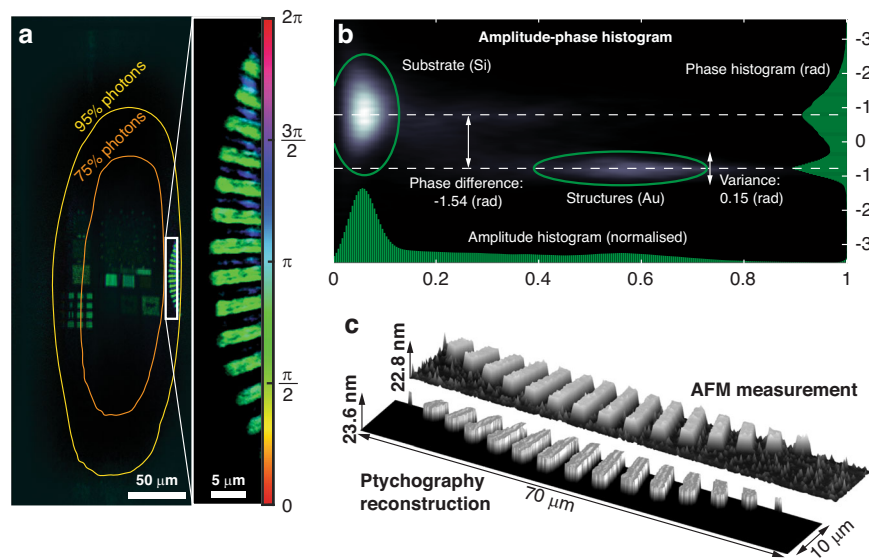 a
95% photons
75% photons
50 μm
5 μm
2π
3π
2
π
π
2
0
b
Amplitude-phase histogram
Substrate (Si)
Phase histogram (rad)
Phase difference:
-1.54 (rad)
Structures (Au)
Variance:
0.15 (rad)
Amplitude histogram (normalised)
-3
-2
-1
0
-1
-2
-3
0
0.2
0.4
0.6
0.8
1
c
22.8 nm
AFM measurement
23.6 nm
Ptychography
reconstruction
70 μm
10 μm